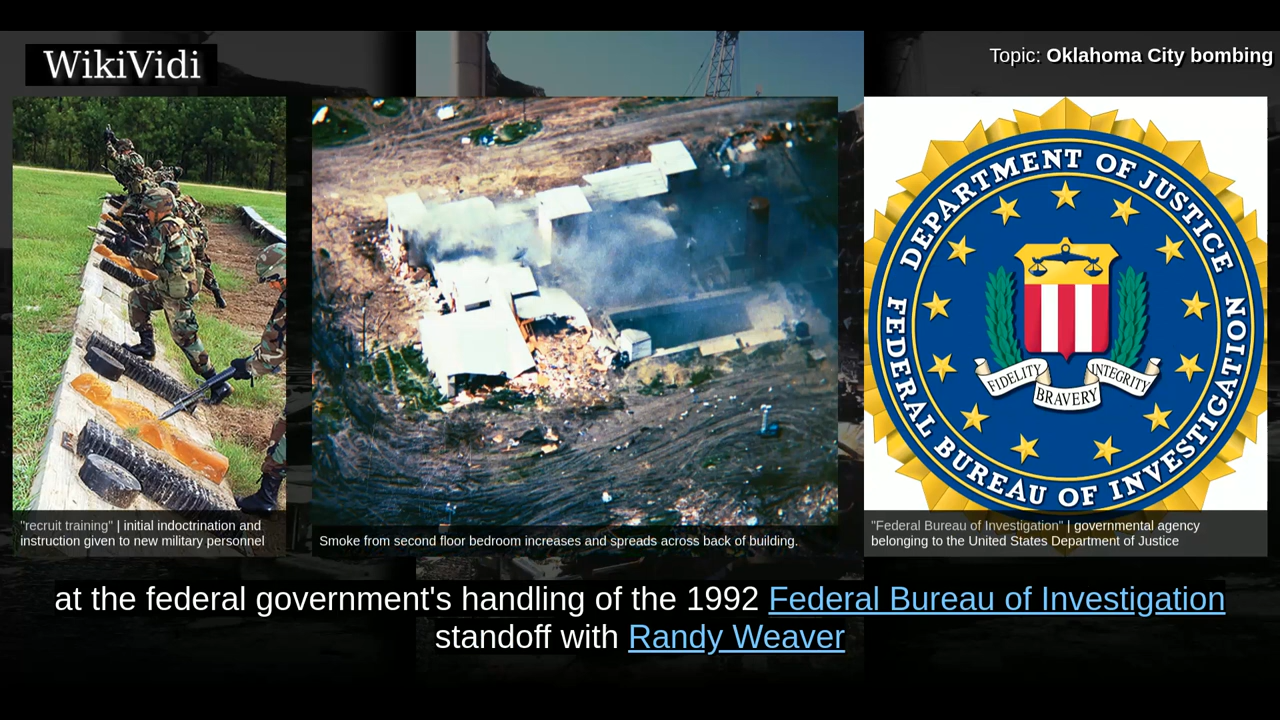 WikiVidi
Topic: Oklahoma City bombing
DEPARTMENT OF JUSTICE
FEDERAL BUREAU OF INVESTIGATION
FIDELITY
BRAVERY
INTEGRITY
"recruit training" | initial indoctrination and
instruction given to new military personnel
Smoke from second floor bedroom increases and spreads across back of building.
"Federal Bureau of Investigation" | governmental agency
belonging to the United States Department of Justice
at the federal government's handling of the 1992 Federal Bureau of Investigation
standoff with Randy Weaver